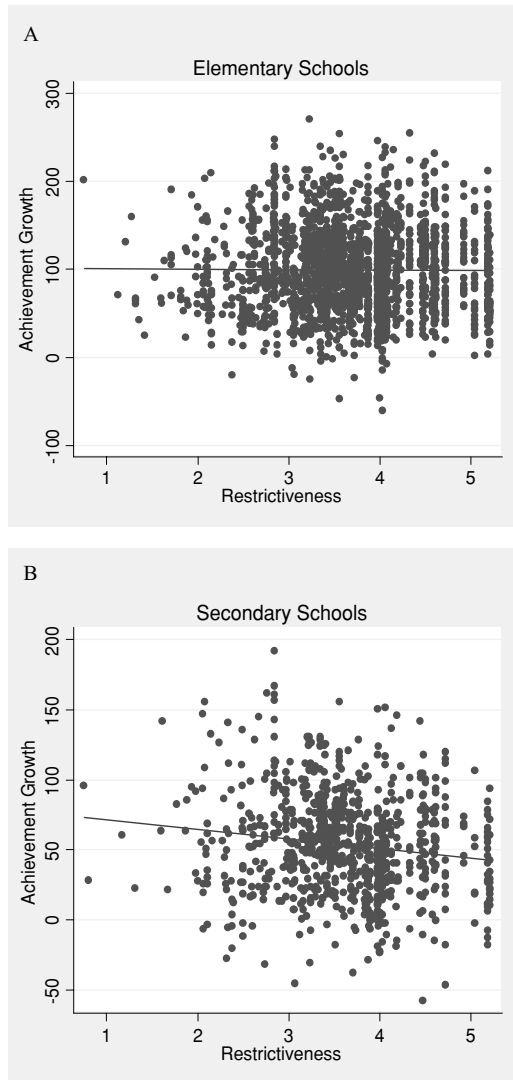 A
Elementary Schools
300
200
100
0
-100
Achievement Growth
1 2 3 4 5
Restrictiveness
B
Secondary Schools
200
150
100
50
0
-50
Achievement Growth
1 2 3 4 5
Restrictiveness